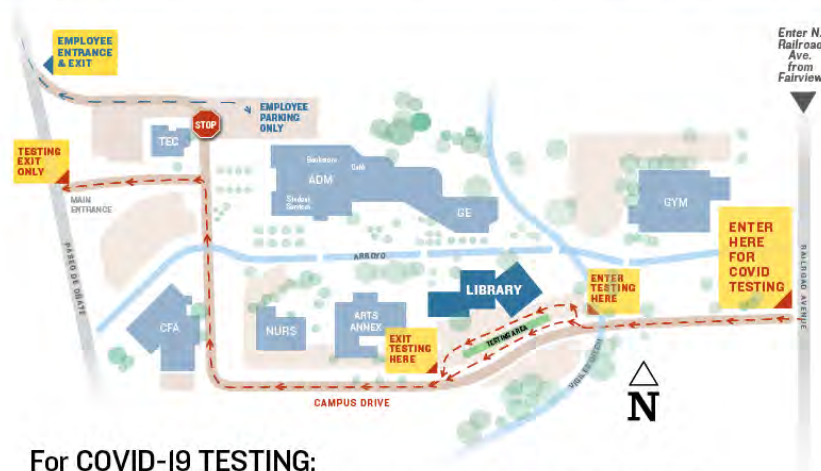 EMPLOYEE
ENTRANCE
& EXIT
Enter N.
Railroad
Ave.
from
Fairview
EMPLOYEE
PARKING
ONLY
STOP
TEC
TESTING
EXIT
ONLY
MAIN
ENTRANCE
Bookstore
Café
ADM
Student
Services
GE
GYM
ENTER
HERE
FOR
COVID
TESTING
RAILROAD AVENUE
PASEO DE OÑATE
ARROYO
LIBRARY
ENTER
TESTING
HERE
CFA
NURS
ARTS
ANNEX
EXIT
TESTING
HERE
TESTING AREA
VIGILES DITCH
CAMPUS DRIVE
N
For COVID-19 TESTING: